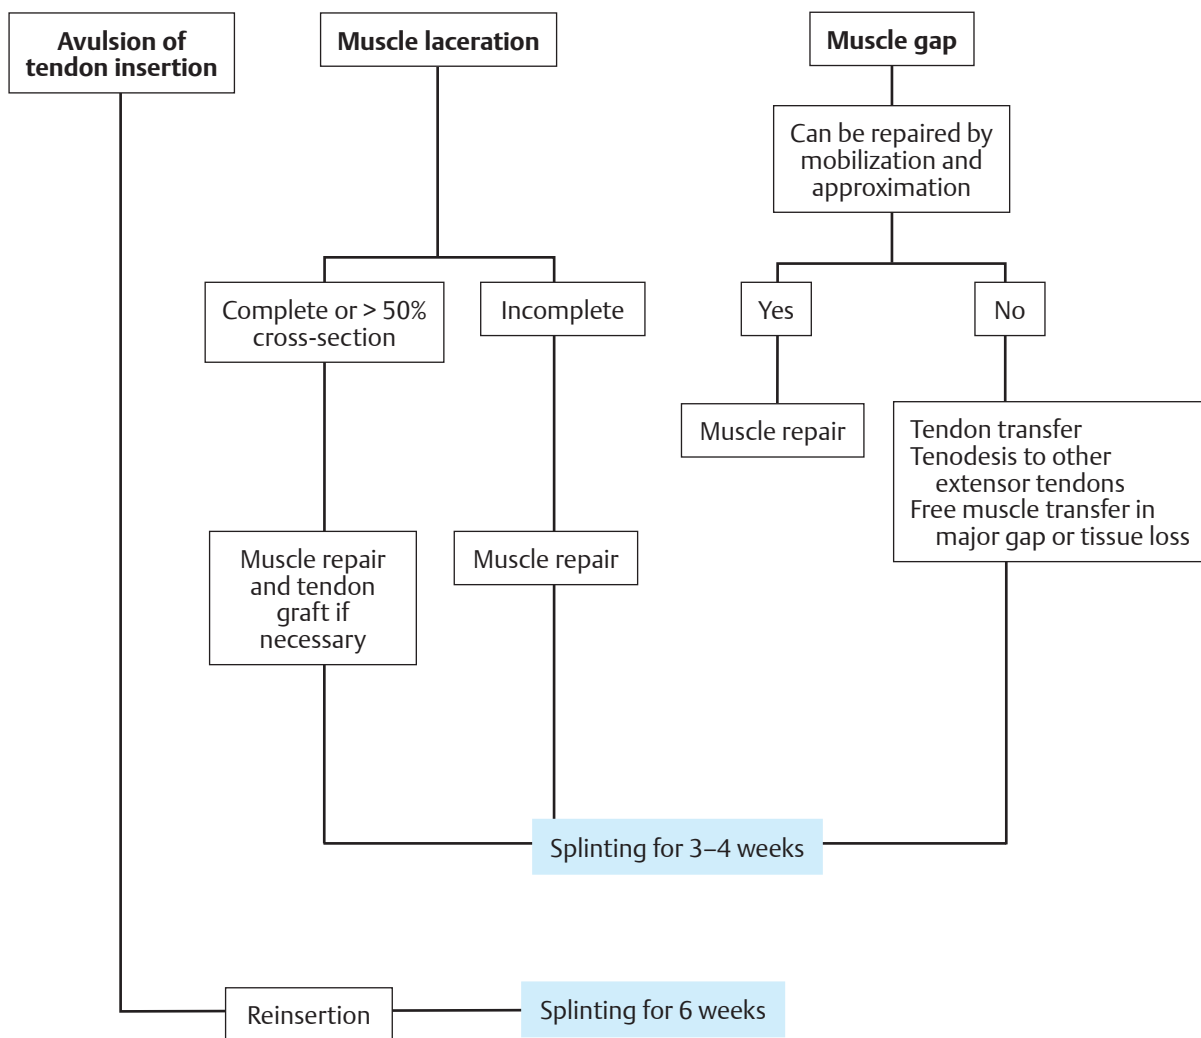 Avulsion of
tendon insertion
Muscle laceration
Muscle gap
Can be repaired by
mobilization and
approximation
Complete or > 50%
cross-section
Incomplete
Yes
No
Muscle repair
Tendon transfer
Tenodesis to other
extensor tendons
Free muscle transfer in
major gap or tissue loss
Muscle repair
and tendon
graft if
necessary
Muscle repair
Splinting for 3–4 weeks
Reinsertion
Splinting for 6 weeks